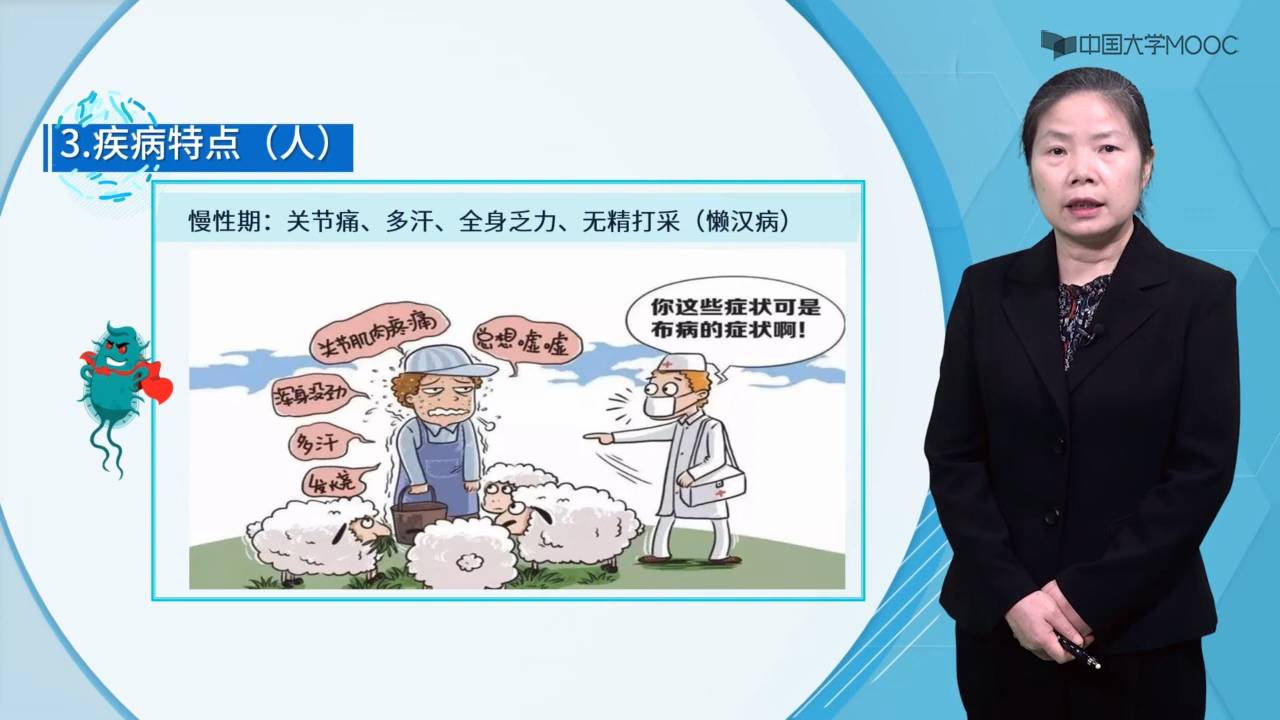 中国大学MOOC
3.疾病特点（人）
慢性期：关节痛、多汗、全身乏力、无精打采（懒汉病）
你这些症状可是
布病的症状啊！
关节肌肉疼痛
总想嘘嘘
浑身没劲
多汗
发烧